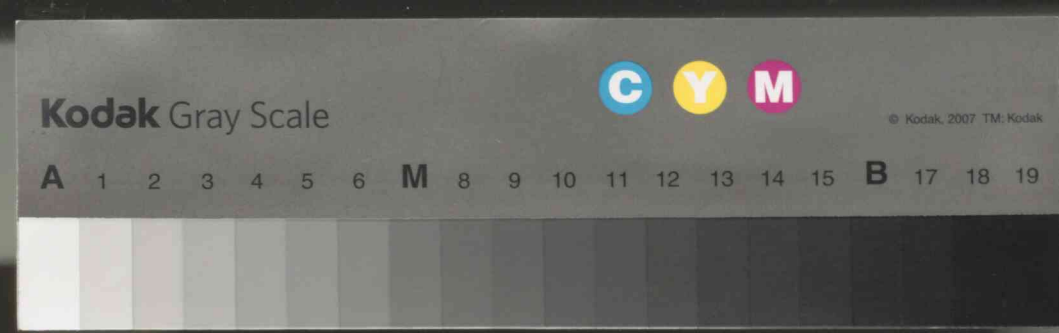 C Y M
Kodak Gray Scale
© Kodak, 2007 TM: Kodak
A 1 2 3 4 5 6 M 8 9 10 11 12 13 14 15 B 17 18 19